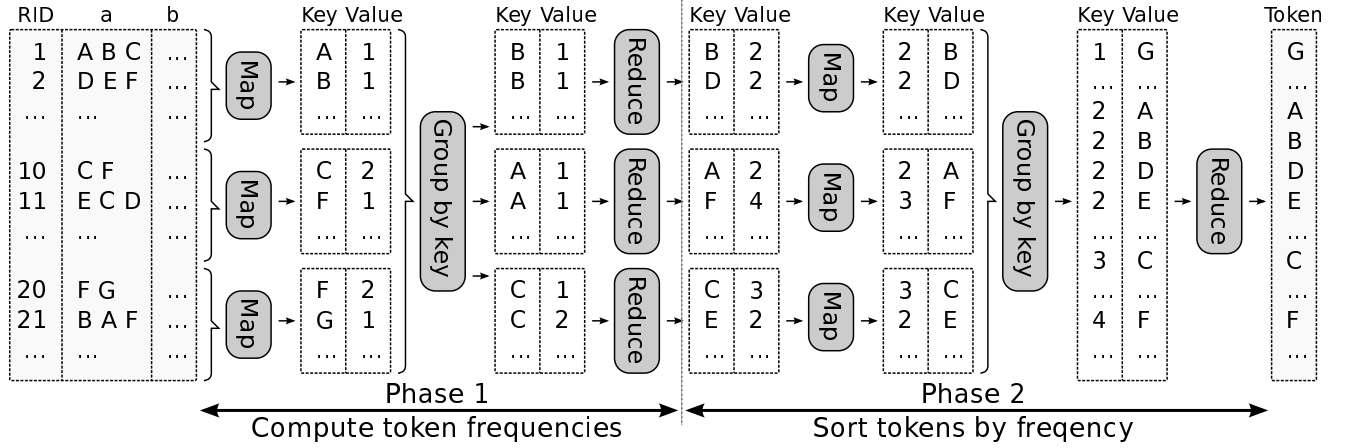 RID a b Key Value Key Value Key Value Key Value Key Value Token
1 A B C ... A 1 B 1 B 2 2 B 1 G G
2 D E F ... Map B 1 B 1 Reduce D 2 Map 2 D ... ...
... ... ... ... ... ... ... ... ... ... ... 2 A A
2 B B
10 C F ... C 2 A 1 A 2 2 A 2 D D
11 E C D ... Map F 1 Group by key A 1 Reduce F 4 Map 3 F Group by key 2 E Reduce E
... ... ... ... ... ... ... ... ... ... ... ... ... ...
3 C C
20 F G ... F 2 C 1 C 3 3 C ... ... ...
21 B A F ... Map G 1 C 2 Reduce E 2 Map 2 E 4 F F
... ... ... ... ... ... ... ... ... ... ... ... ... ...
Phase 1 Phase 2
Compute token frequencies Sort tokens by freqency